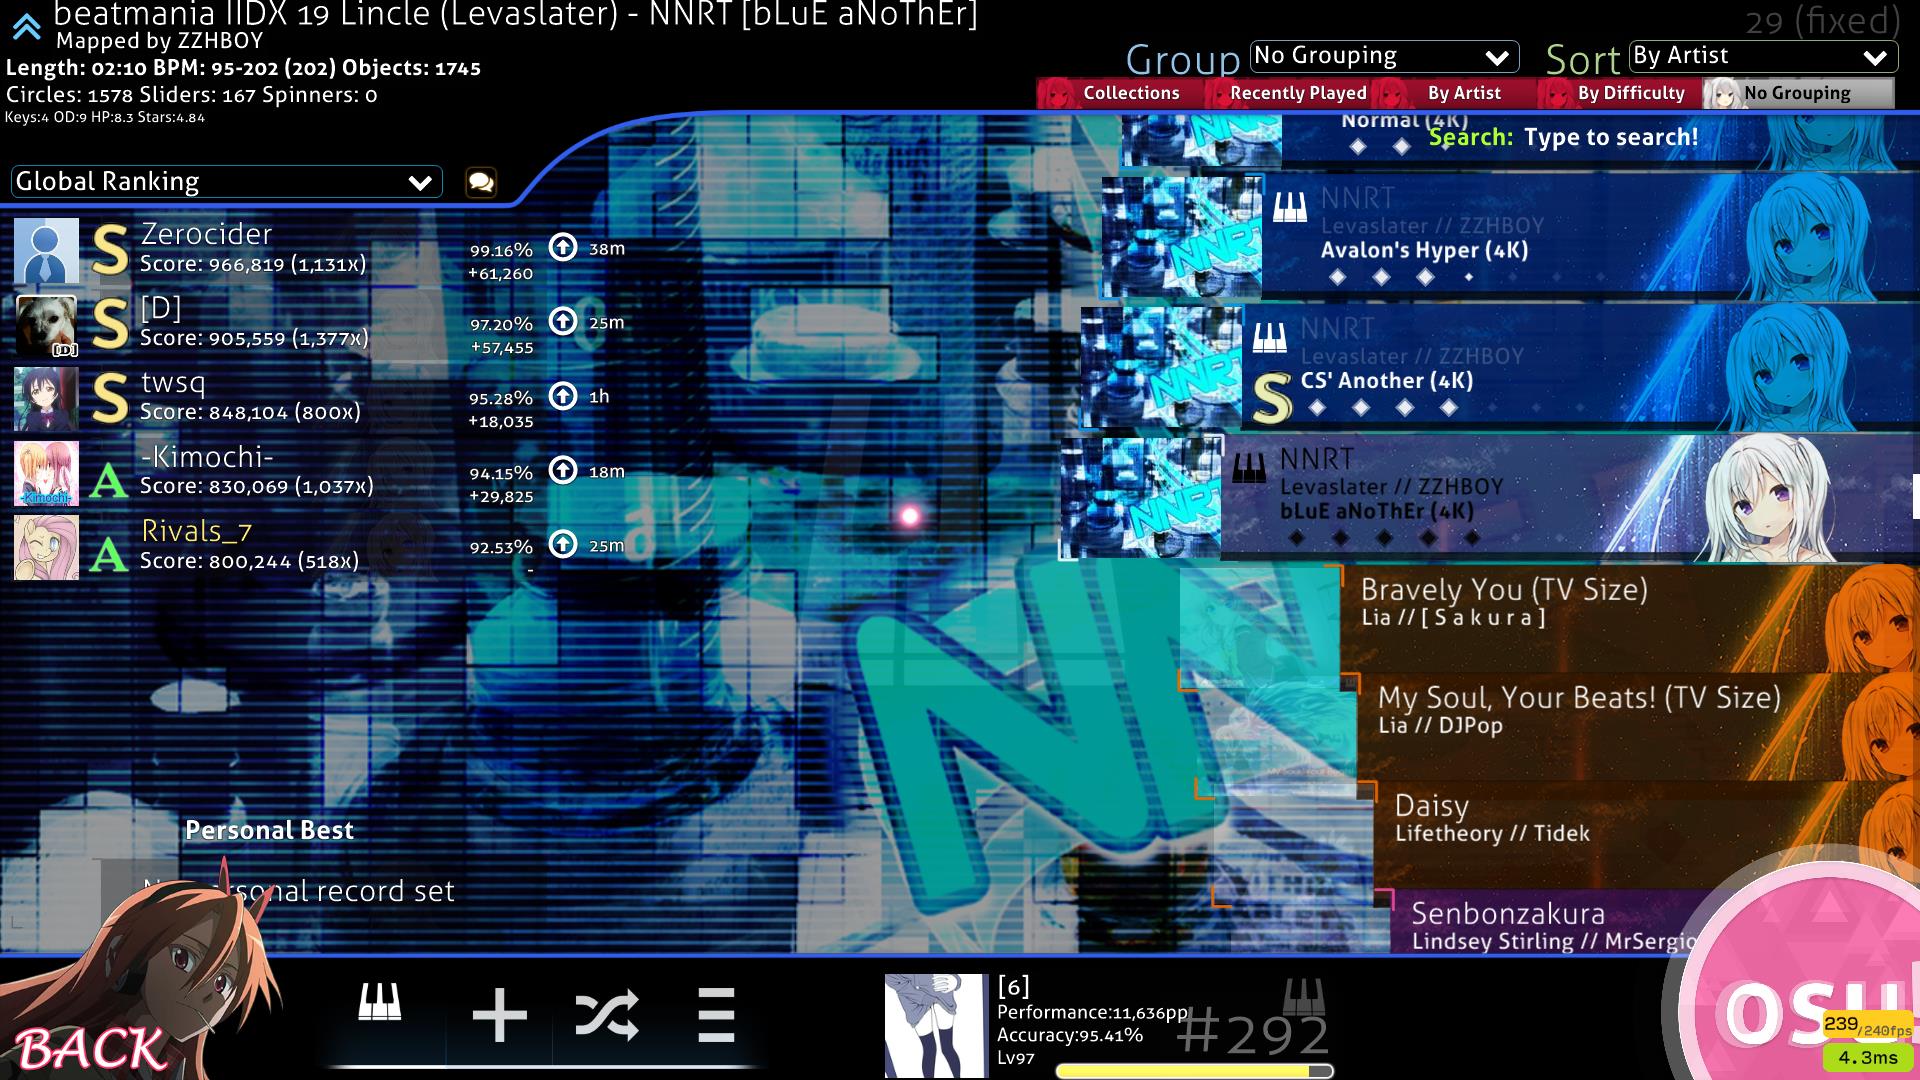 beatmania IIDX 19 Lincle (Levaslater) - NNRT [bLuE aNoThEr]
Mapped by ZZHBOY
Length: 02:10 BPM: 95-202 (202) Objects: 1745
Circles: 1578 Sliders: 167 Spinners: 0
Keys:4 OD:9 HP:8.3 Stars:4.84
29 (fixed)
Group No Grouping Sort By Artist
Collections Recently Played By Artist By Difficulty No Grouping
Normal (4K)
Search: Type to search!
Global Ranking
Zerocider
Score: 966,819 (1,131x)
99.16%
+61,260
38m
[D]
Score: 905,559 (1,377x)
97.20%
+57,455
25m
twsq
Score: 848,104 (800x)
95.28%
+18,035
1h
-Kimochi-
Score: 830,069 (1,037x)
94.15%
+29,825
18m
Rivals_7
Score: 800,244 (518x)
92.53%
-
25m
Personal Best
personal record set
NNRT
Levaslater // ZZHBOY
Avalon's Hyper (4K)
NNRT
Levaslater // ZZHBOY
CS' Another (4K)
NNRT
Levaslater // ZZHBOY
bLuE aNoThEr (4K)
Bravely You (TV Size)
Lia // [ S a k u r a ]
My Soul, Your Beats! (TV Size)
Lia // DJPop
Daisy
Lifetheory // Tidek
Senbonzakura
Lindsey Stirling // MrSergio
BACK
[6]
Performance:11,636pp
Accuracy:95.41%
Lv97
#292
osu
239/240fps
4.3ms